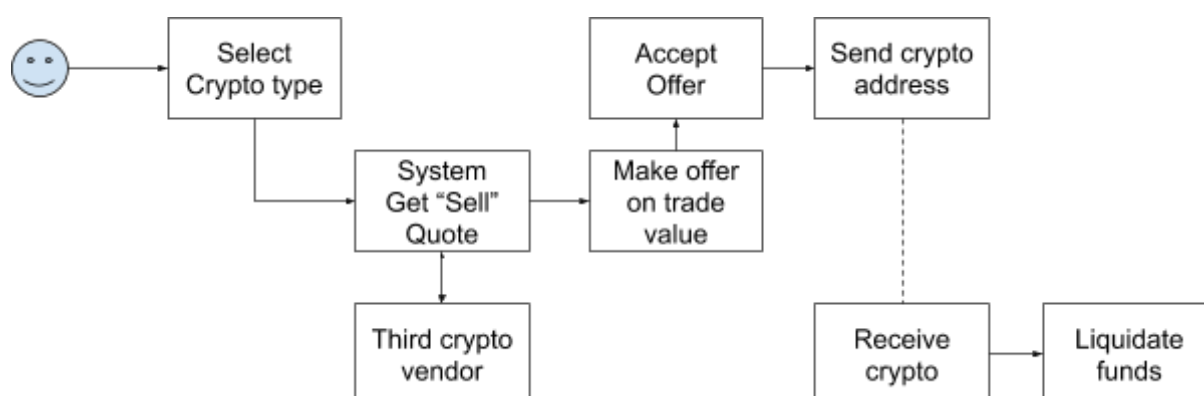 Select
Crypto type
System
Get “Sell”
Quote
Third crypto
vendor
Make offer
on trade
value
Accept
Offer
Send crypto
address
Receive
crypto
Liquidate
funds